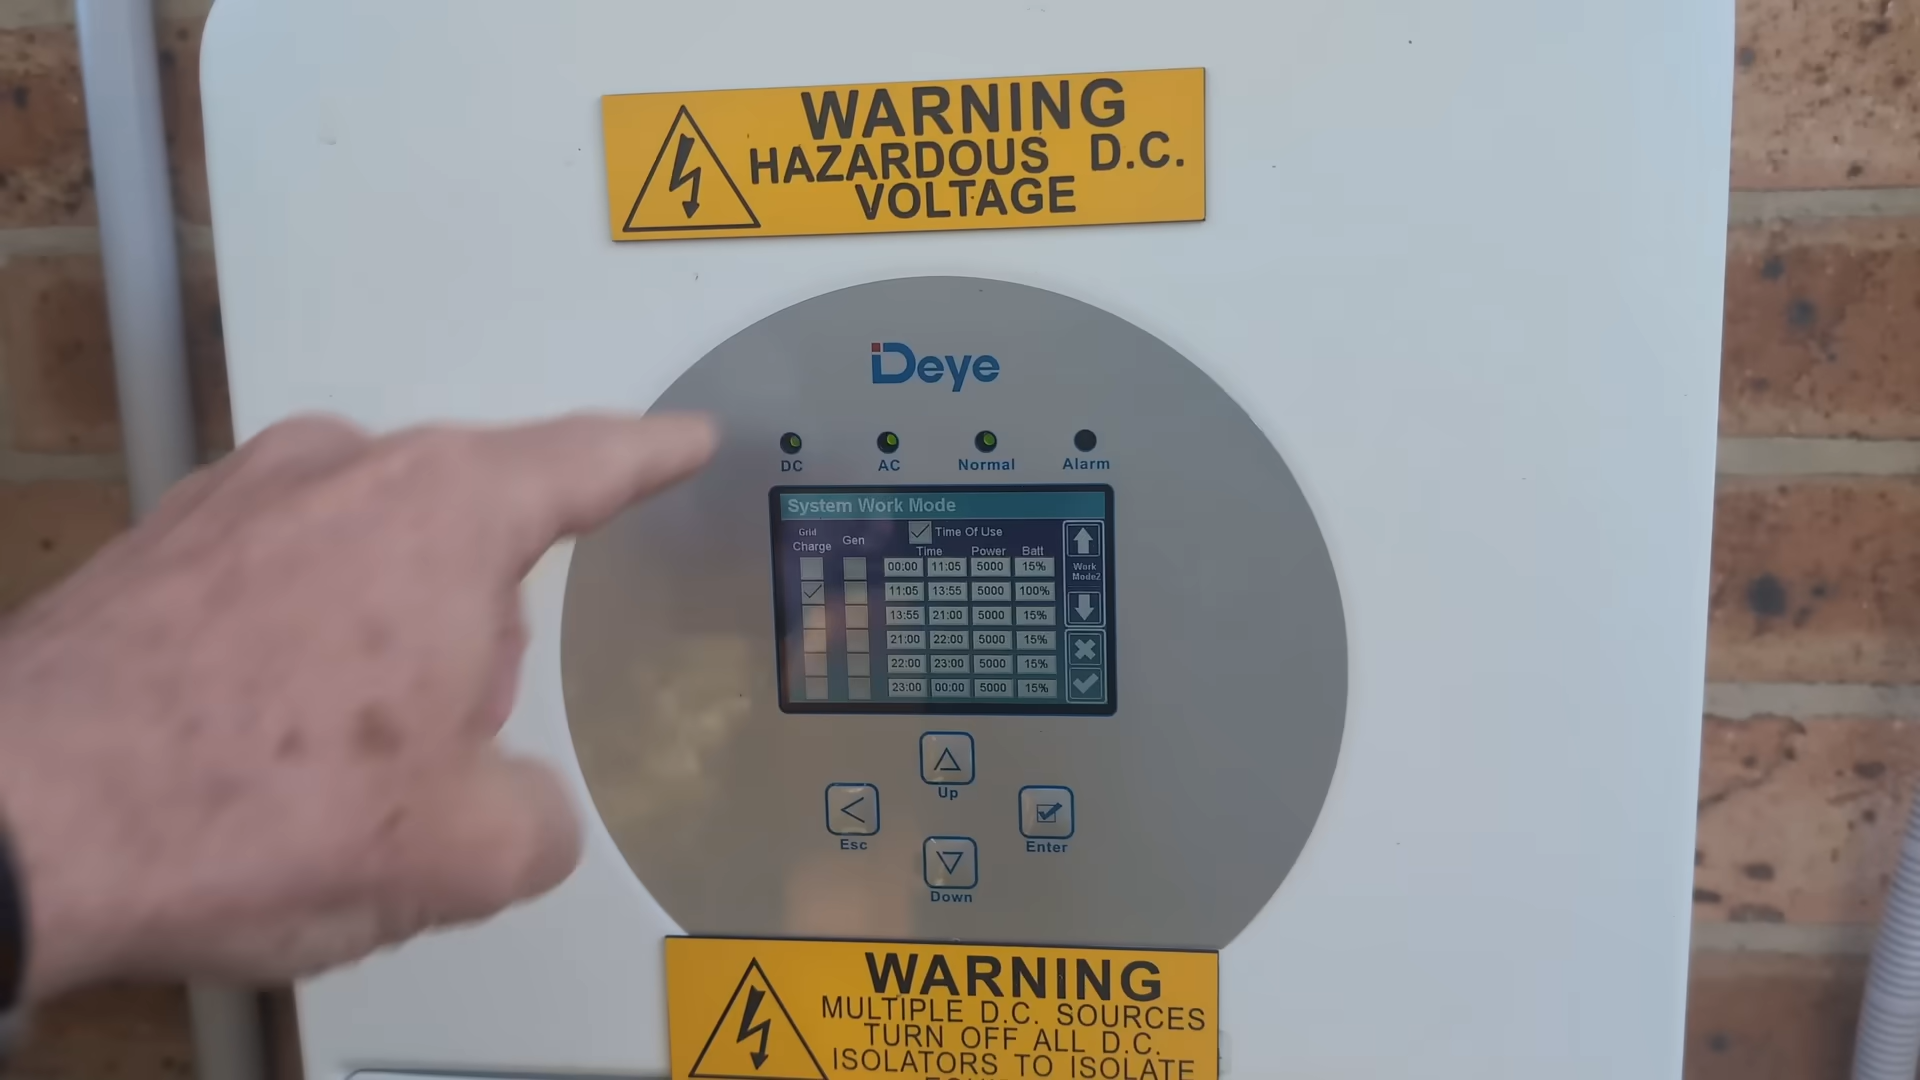 WARNING
HAZARDOUS D.C.
VOLTAGE
Deye
DC AC Normal Alarm
System Work Mode
Grid Charge Gen Time Of Use
Time Power Batt
00:00 11:05 5000 15%
Work Mode2
11:05 13:55 5000 100%
13:55 21:00 5000 15%
21:00 22:00 5000 15%
22:00 23:00 5000 15%
23:00 00:00 5000 15%
Up
Esc Enter
Down
WARNING
MULTIPLE D.C. SOURCES
TURN OFF ALL D.C.
ISOLATORS TO ISOLATE